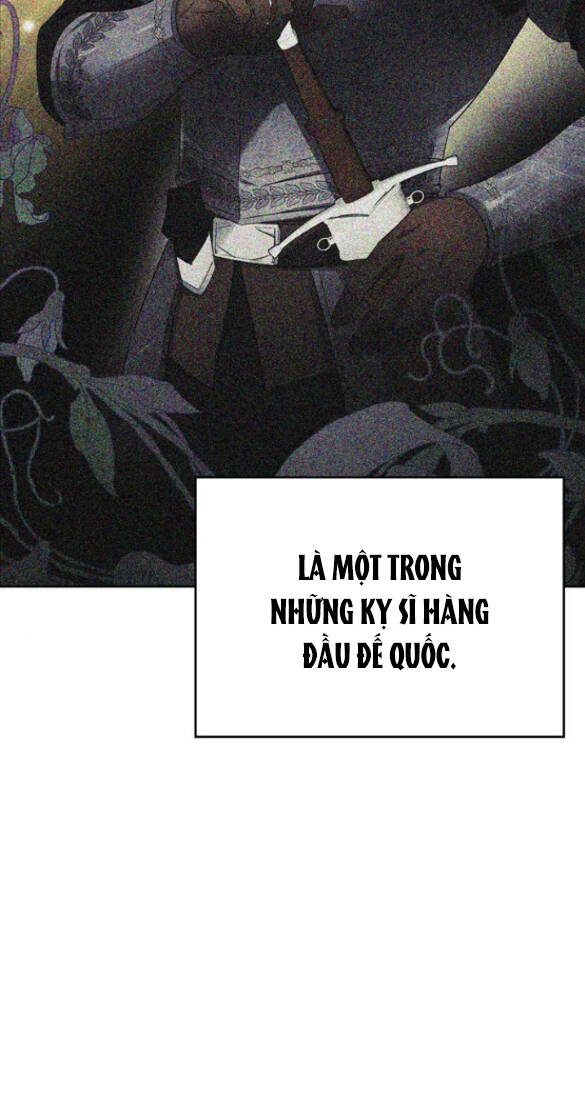 LÀ MỘT TRONG
NHỮNG KỴ SĨ HÀNG
ĐẦU ĐẾ QUỐC.